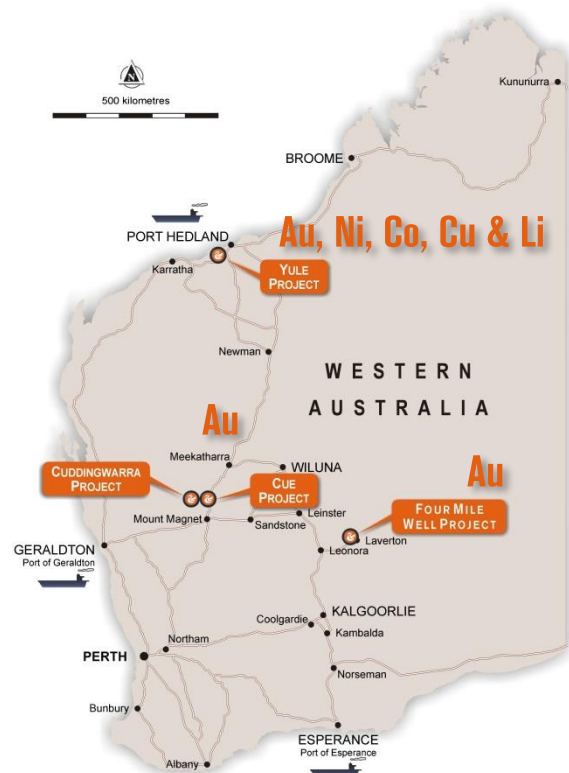 N
500 kilometres
Kununurra
BROOME
PORT HEDLAND
Au, Ni, Co, Cu & Li
Karratha
YULE
PROJECT
Newman
WESTERN
AUSTRALIA
Au
Meekatharra
WILUNA
Au
CUDDINGWARRA
PROJECT
CUE
PROJECT
Leinster
FOUR MILE
WELL PROJECT
Mount Magnet
Sandstone
Laverton
Leonora
GERALDTON
Port of Geraldton
KALGOORLIE
Coolgardie
Kambalda
Northam
PERTH
Norseman
Bunbury
ESPERANCE
Port of Esperance
Albany